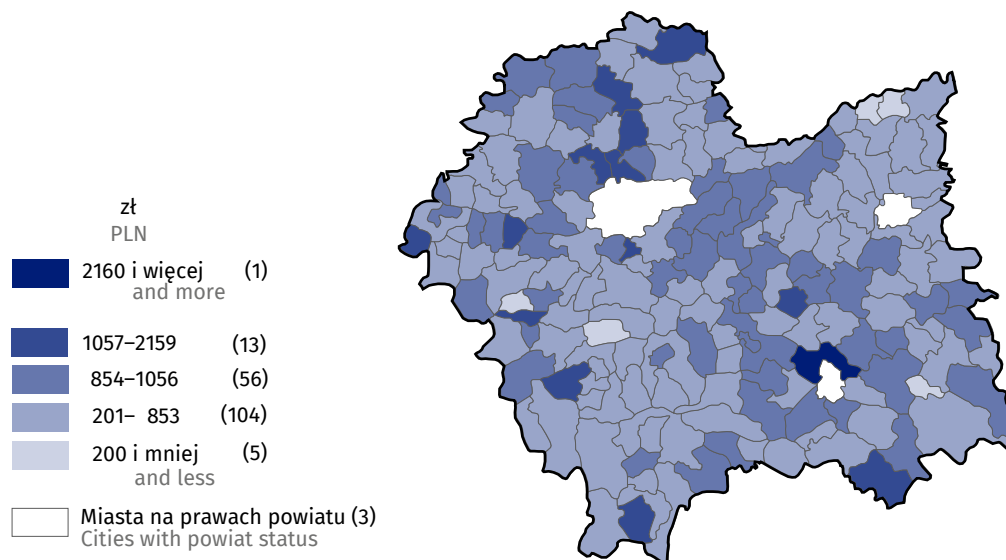 zł
PLN
2160 i więcej (1)
and more
1057–2159 (13)
854–1056 (56)
201– 853 (104)
200 i mniej (5)
and less
Miasta na prawach powiatu (3)
Cities with powiat status